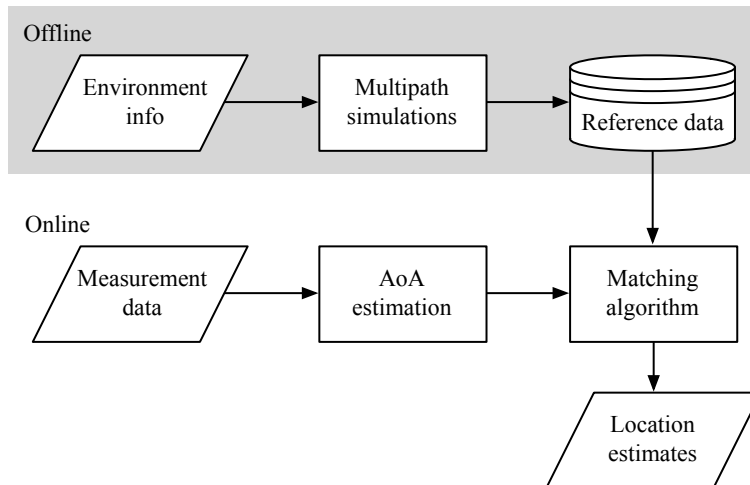 Offline
Environment
info
Multipath
simulations
Reference data
Online
Measurement
data
AoA
estimation
Matching
algorithm
Location
estimates